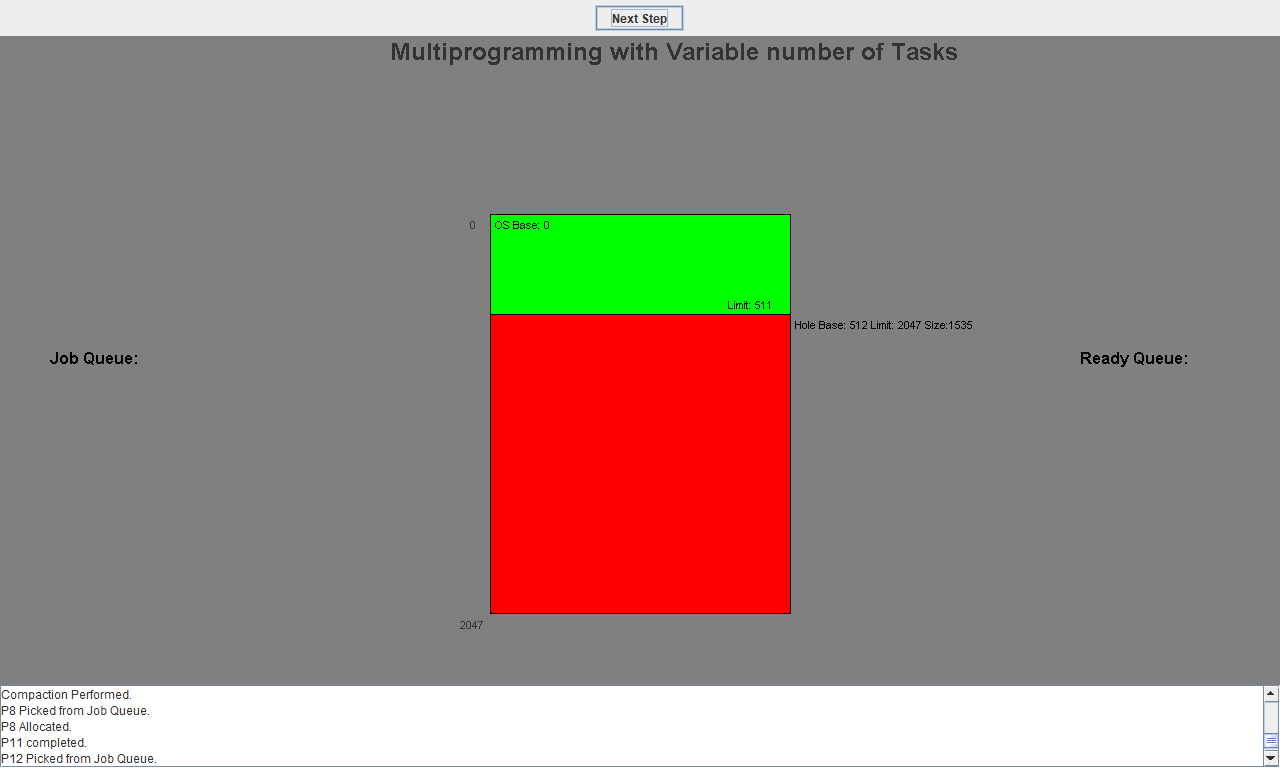 Next Step
Multiprogramming with Variable number of Tasks
0
OS Base: 0
Limit: 511
Hole Base: 512 Limit: 2047 Size:1535
Job Queue:
Ready Queue:
2047
Compaction Performed.
P8 Picked from Job Queue.
P8 Allocated.
P11 completed.
P12 Picked from Job Queue.